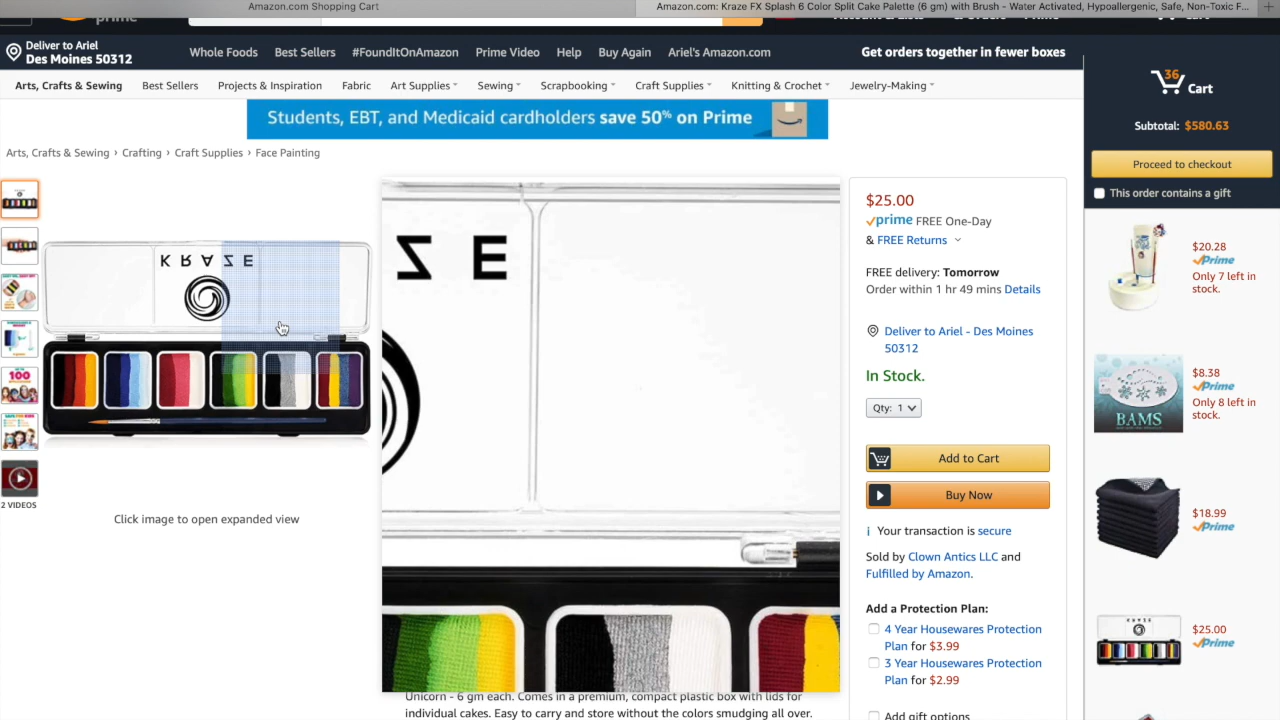 Amazon.com Shopping Cart
Amazon.com: Kraze FX Splash 6 Color Split Cake Palette (6 gm) with Brush - Water Activated, Hypoallergenic, Safe, Non-Toxic F...
prime
Deliver to Ariel
Des Moines 50312
Whole Foods Best Sellers #FoundItOnAmazon Prime Video Help Buy Again Ariel's Amazon.com
Get orders together in fewer boxes
36
Cart
Arts, Crafts & Sewing Best Sellers Projects & Inspiration Fabric Art Supplies Sewing Scrapbooking Craft Supplies Knitting & Crochet Jewelry-Making
Students, EBT, and Medicaid cardholders save 50% on Prime
Subtotal: $580.63
Proceed to checkout
This order contains a gift
Arts, Crafts & Sewing › Crafting › Craft Supplies › Face Painting
KRAZE
ZE
2 VIDEOS
Click image to open expanded view
Unicorn - 6 gm each. Comes in a premium, compact plastic box with lids for
individual cakes. Easy to carry and store without the colors smudging all over.
$25.00
prime FREE One-Day
& FREE Returns
FREE delivery: Tomorrow
Order within 1 hr 49 mins Details
Deliver to Ariel - Des Moines
50312
In Stock.
Qty: 1
Add to Cart
Buy Now
Your transaction is secure
Sold by Clown Antics LLC and
Fulfilled by Amazon.
Add a Protection Plan:
4 Year Housewares Protection
Plan for $3.99
3 Year Housewares Protection
Plan for $2.99
Add gift options
$20.28
Prime
Only 7 left in
stock.
BAMS
$8.38
Prime
Only 8 left in
stock.
$18.99
Prime
$25.00
Prime